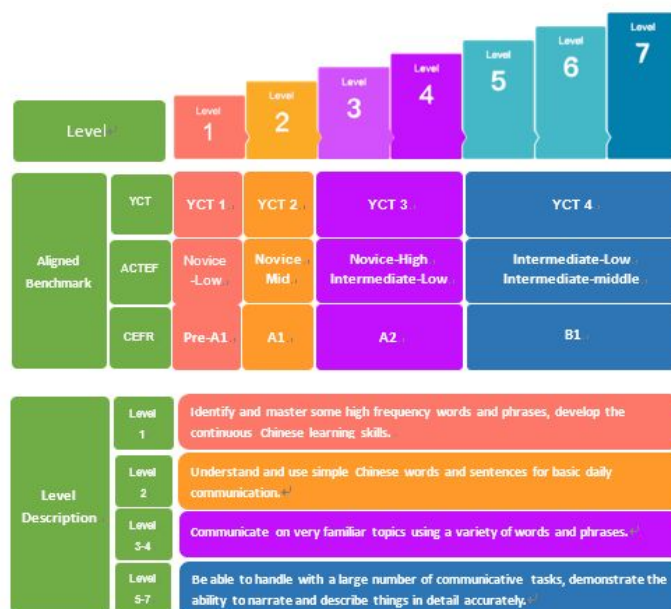 Level
1
Level
2
Level
3
Level
4
Level
5
Level
6
Level
7
Level
Aligned
Benchmark
YCT
YCT 1
YCT 2
YCT 3
YCT 4
ACTEF
Novice
-Low
Novice
Mid
Novice-High
Intermediate-Low
Intermediate-Low
Intermediate-middle
CEFR
Pre-A1
A1
A2
B1
Level
Description
Level
1
Identify and master some high frequency words and phrases, develop the
continuous Chinese learning skills.
Level
2
Understand and use simple Chinese words and sentences for basic daily
communication.
Level
3-4
Communicate on very familiar topics using a variety of words and phrases.
Level
5-7
Be able to handle with a large number of communicative tasks, demonstrate the
ability to narrate and describe things in detail accurately.